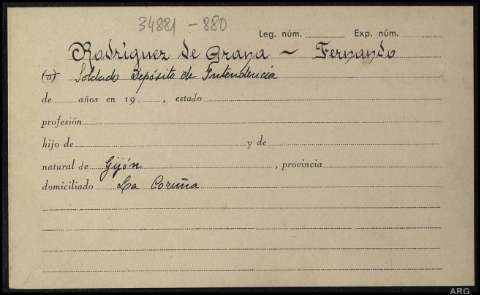 34881-880
Leg. núm. Exp. núm.
Rodríguez de Grana - Fernando
(a) Soldado Depósito de Intendencia
de años en 19 , estado
profesión
hijo de y de
natural de Gijón , provincia
domiciliado La Coruña
ARG